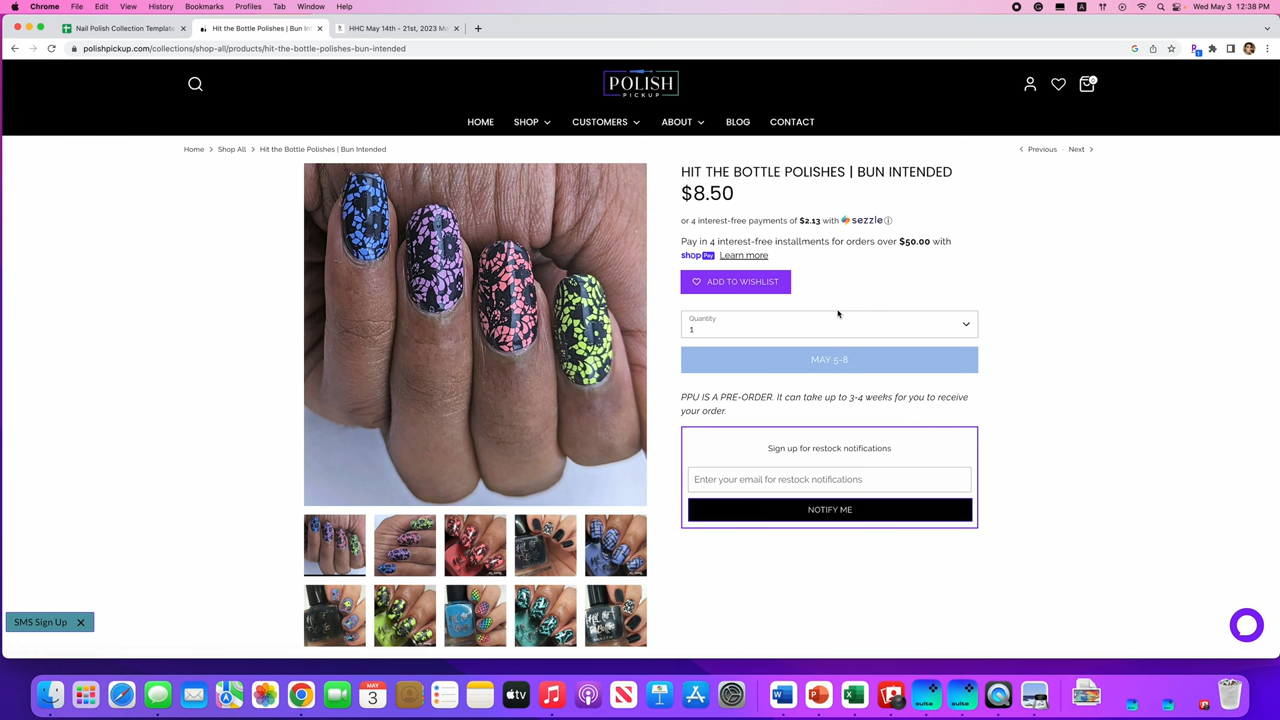 Chrome File Edit View History Bookmarks Profiles Tab Window Help
Wed May 3 12:38 PM
Nail Polish Collection Template
Hit the Bottle Polishes | Bun In
HHC May 14th - 21st, 2023 M
polishpickup.com/collections/shop-all/products/hit-the-bottle-polishes-bun-intended
POLISH
PICKUP
0
HOME SHOP CUSTOMERS ABOUT BLOG CONTACT
Home > Shop All > Hit the Bottle Polishes | Bun Intended
< Previous · Next >
HIT THE BOTTLE POLISHES | BUN INTENDED
$8.50
or 4 interest-free payments of $2.13 with sezzle
Pay in 4 interest-free installments for orders over $50.00 with
shop Pay Learn more
ADD TO WISHLIST
Quantity
1
MAY 5-8
PPU IS A PRE-ORDER. It can take up to 3-4 weeks for you to receive
your order.
Sign up for restock notifications
Enter your email for restock notifications
NOTIFY ME
SMS Sign Up
MAY
3
tv
suite
suite